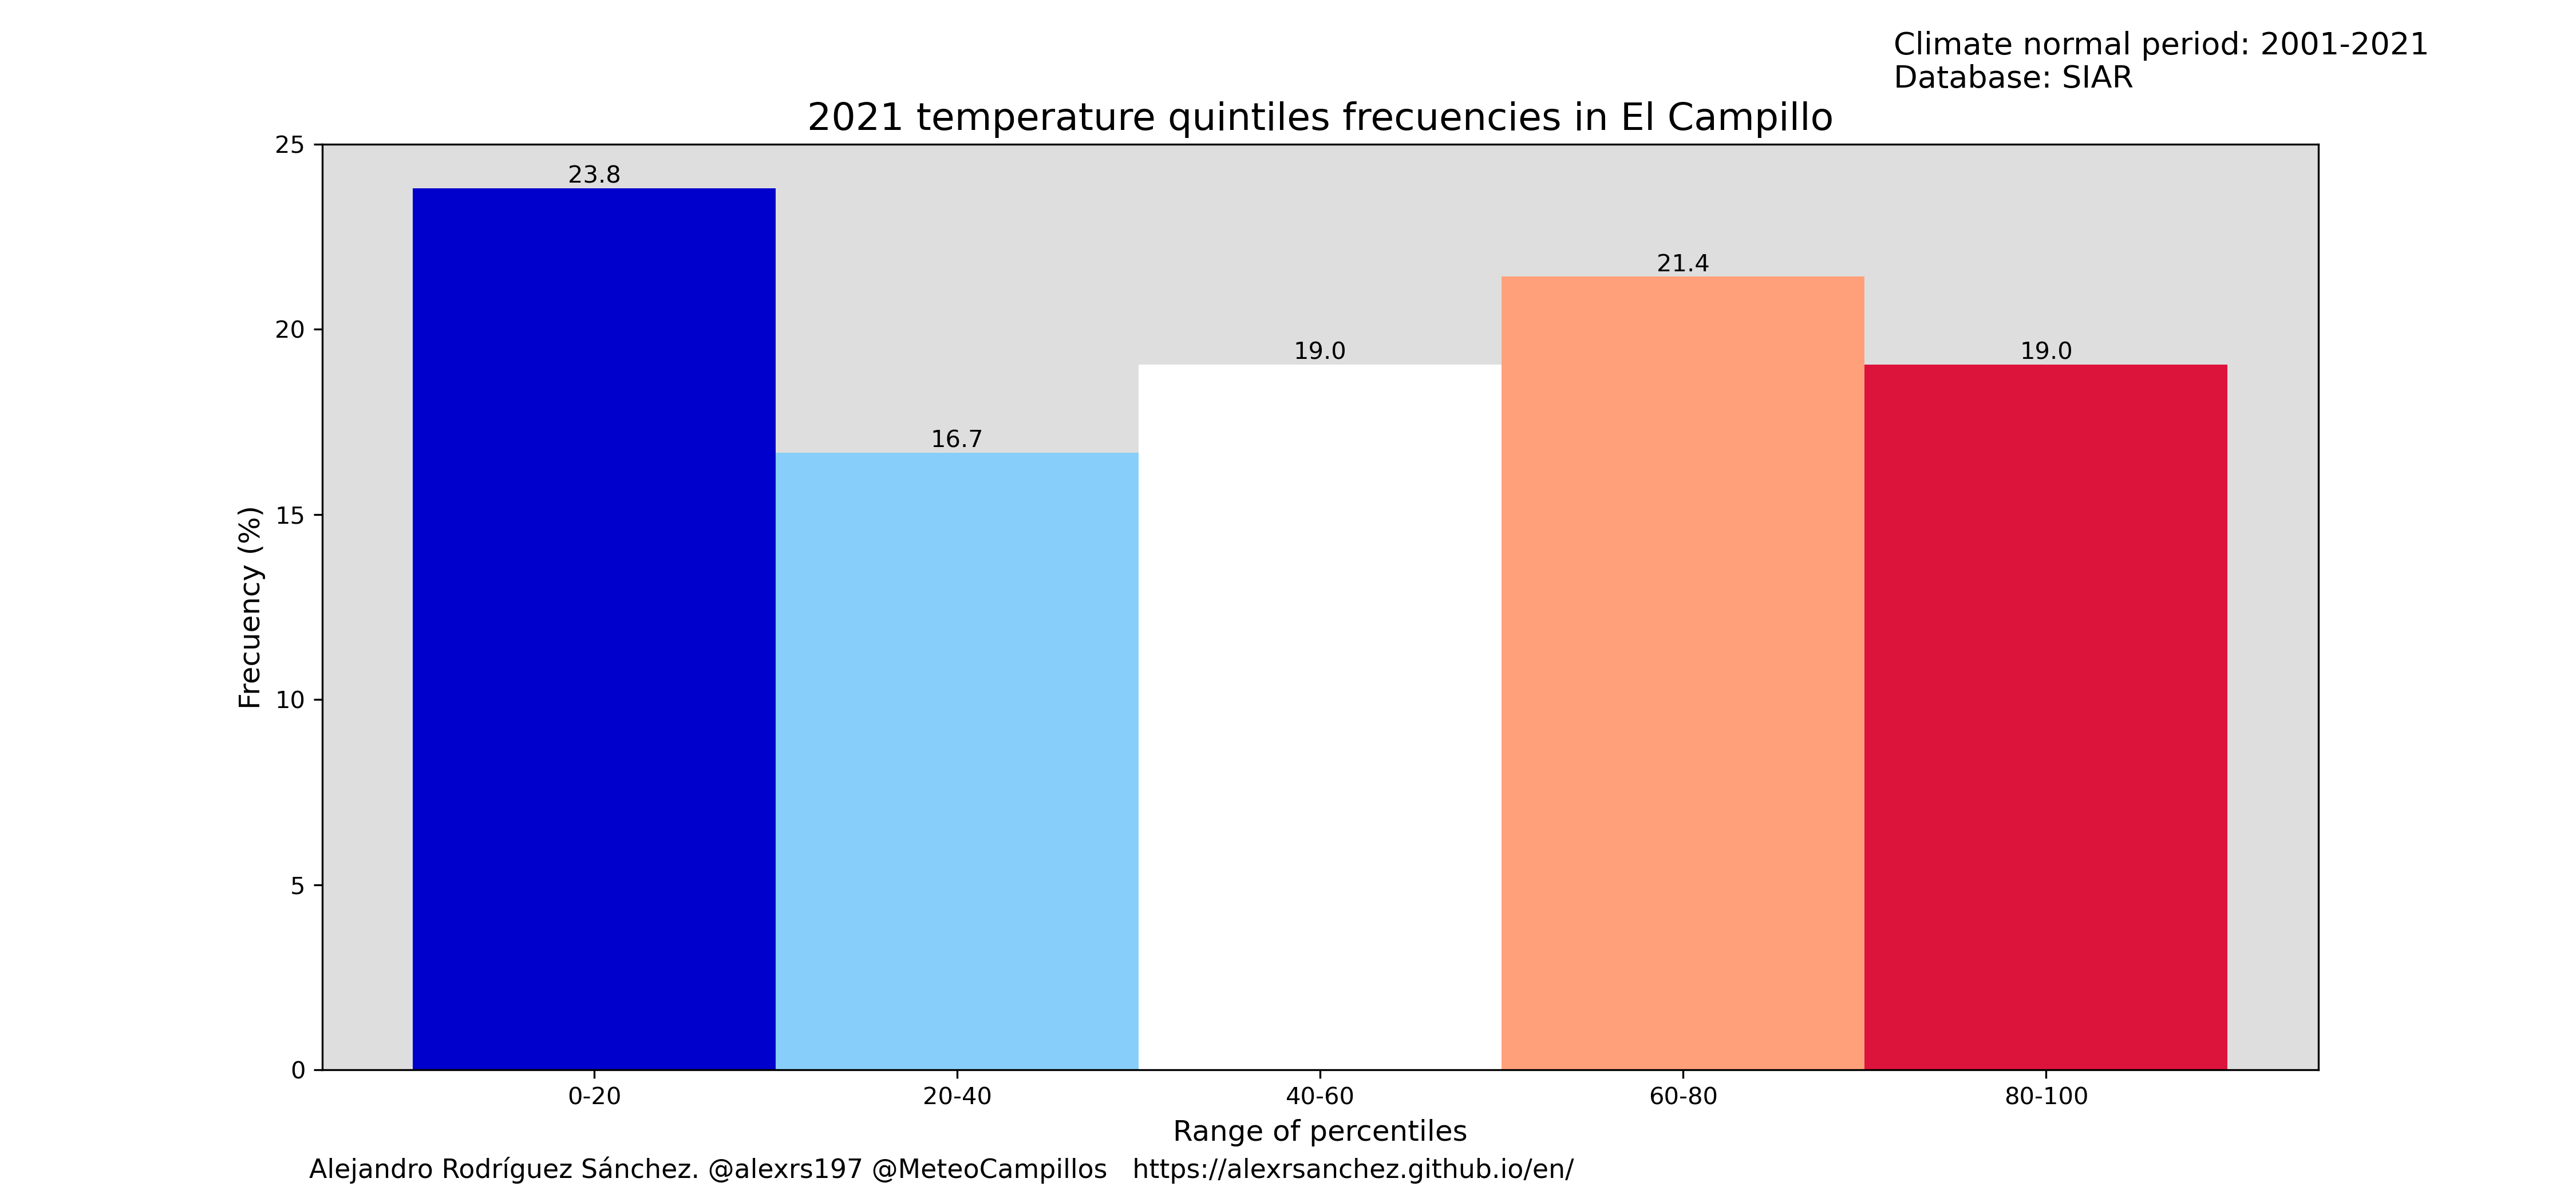 Climate normal period: 2001-2021
Database: SIAR
2021 temperature quintiles frecuencies in El Campillo
25
20
15
10
5
0
Frecuency (%)
23.8
16.7
19.0
21.4
19.0
0-20
20-40
40-60
60-80
80-100
Range of percentiles
Alejandro Rodríguez Sánchez. @alexrs197 @MeteoCampillos https://alexrsanchez.github.io/en/